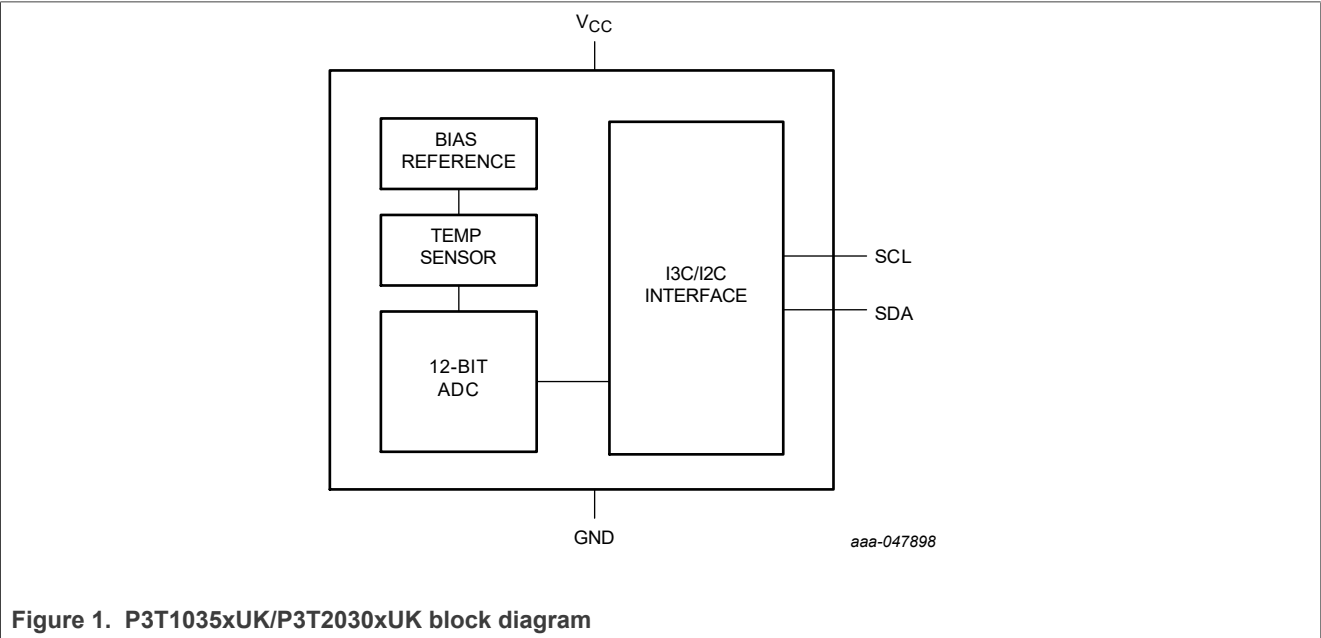 VCC
BIAS
REFERENCE
TEMP
SENSOR
12-BIT
ADC
I3C/I2C
INTERFACE
SCL
SDA
GND
aaa-047898
Figure 1. P3T1035xUK/P3T2030xUK block diagram